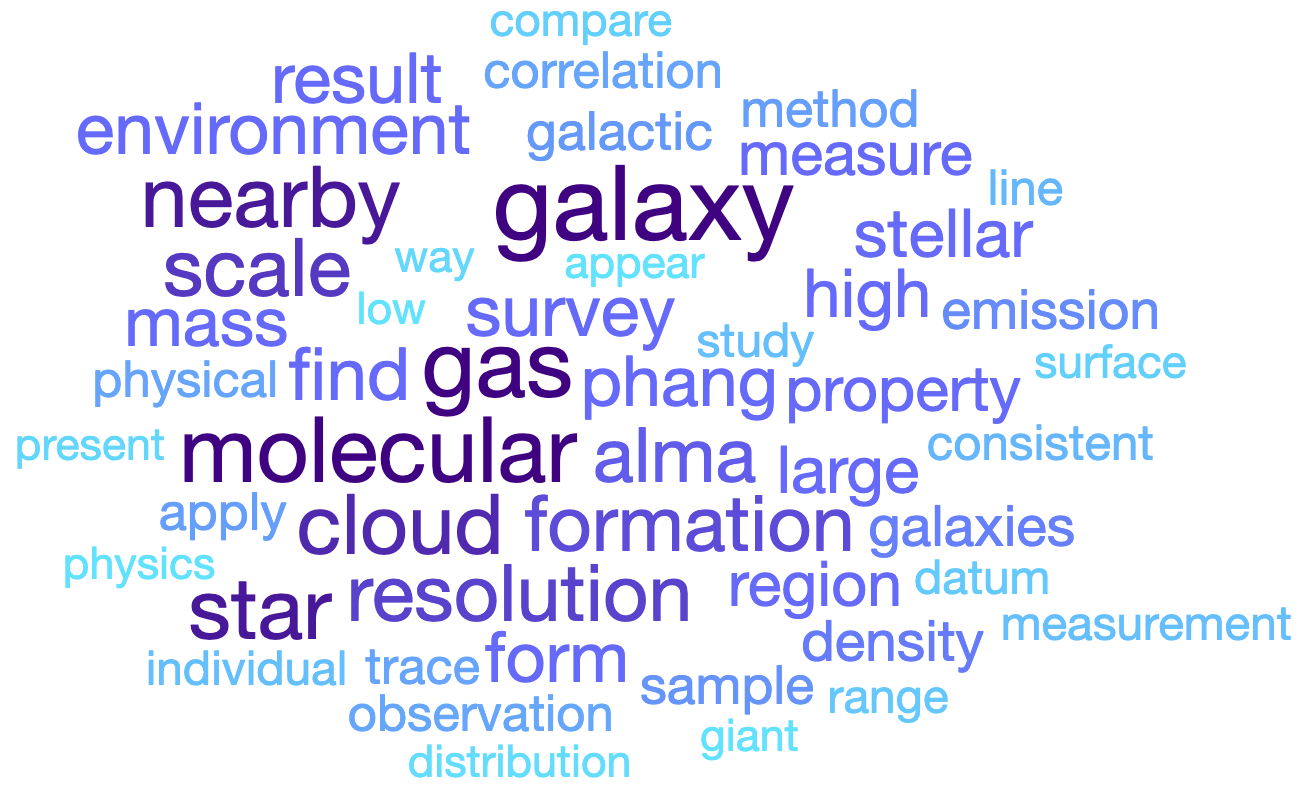 compare
result correlation
environment galactic method
measure
nearby galaxy line
stellar
scale way appear
mass low survey high emission
study surface
physical find gas phang property
present molecular alma large consistent
apply cloud formation galaxies
physics
star resolution region datum
density measurement
individual trace form
sample range
observation giant
distribution